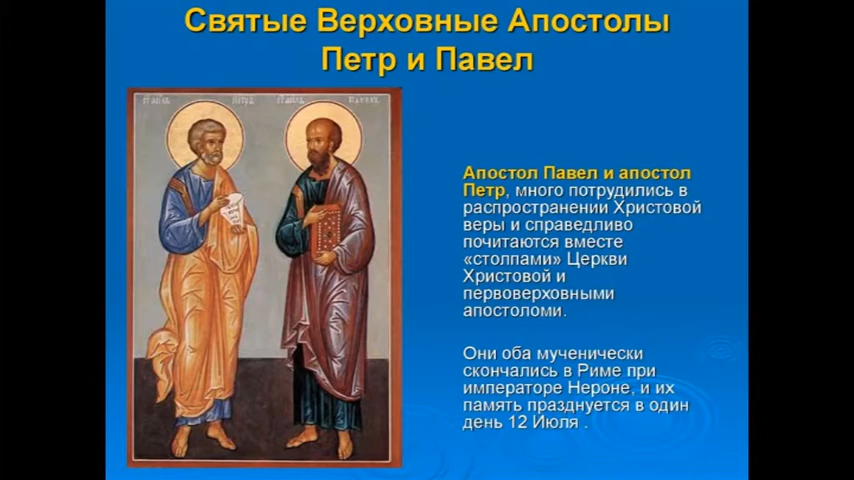 Святые Верховные Апостолы
Петр и Павел
Апостол Павел и апостол
Петр, много потрудились в
распространении Христовой
веры и справедливо
почитаются вместе
«столпами» Церкви
Христовой и
первоверховными
апостоломи.
Они оба мученически
скончались в Риме при
императоре Нероне, и их
память празднуется в один
день 12 Июля .